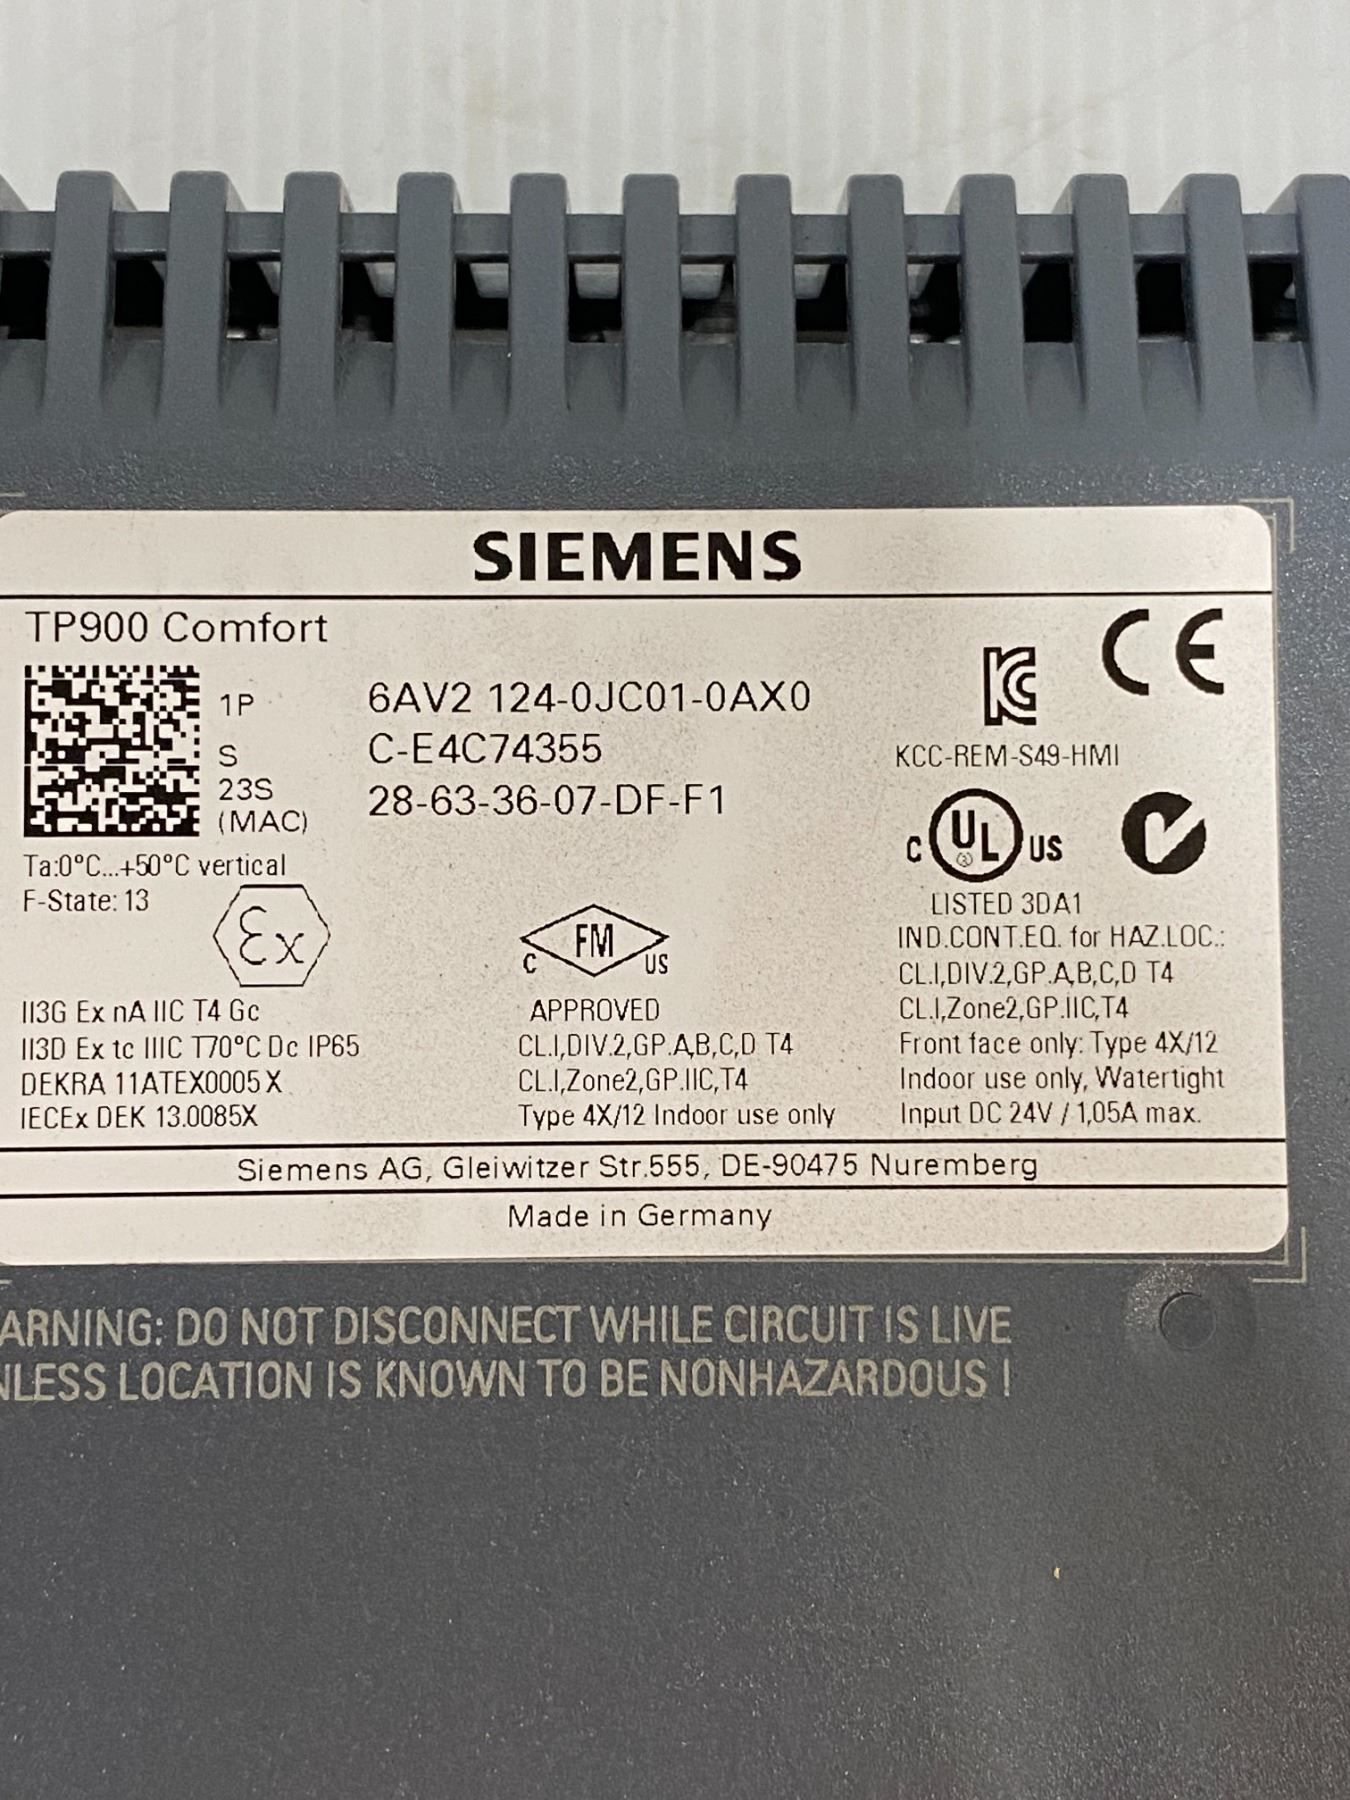 SIEMENS
TP900 Comfort
1P 6AV2 124-0JC01-0AX0
S C-E4C74355
23S (MAC) 28-63-36-07-DF-F1
Ta:0°C...+50°C vertical
F-State: 13
Ex
II3G Ex nA IIC T4 Gc
II3D Ex tc IIIC T70°C Dc IP65
DEKRA 11ATEX0005 X
IECEx DEK 13.0085X
C FM US
APPROVED
CL.I,DIV.2,GP.A,B,C,D T4
CL.I,Zone2,GP.IIC,T4
Type 4X/12 Indoor use only
CE
KC
KCC-REM-S49-HMI
C UL US
LISTED 3DA1
IND.CONT.EQ. for HAZ.LOC.:
CL.I,DIV.2,GP.A,B,C,D T4
CL.I,Zone2,GP.IIC,T4
Front face only: Type 4X/12
Indoor use only, Watertight
Input DC 24V / 1,05A max.
Siemens AG, Gleiwitzer Str.555, DE-90475 Nuremberg
Made in Germany
ARNING: DO NOT DISCONNECT WHILE CIRCUIT IS LIVE
NLESS LOCATION IS KNOWN TO BE NONHAZARDOUS !